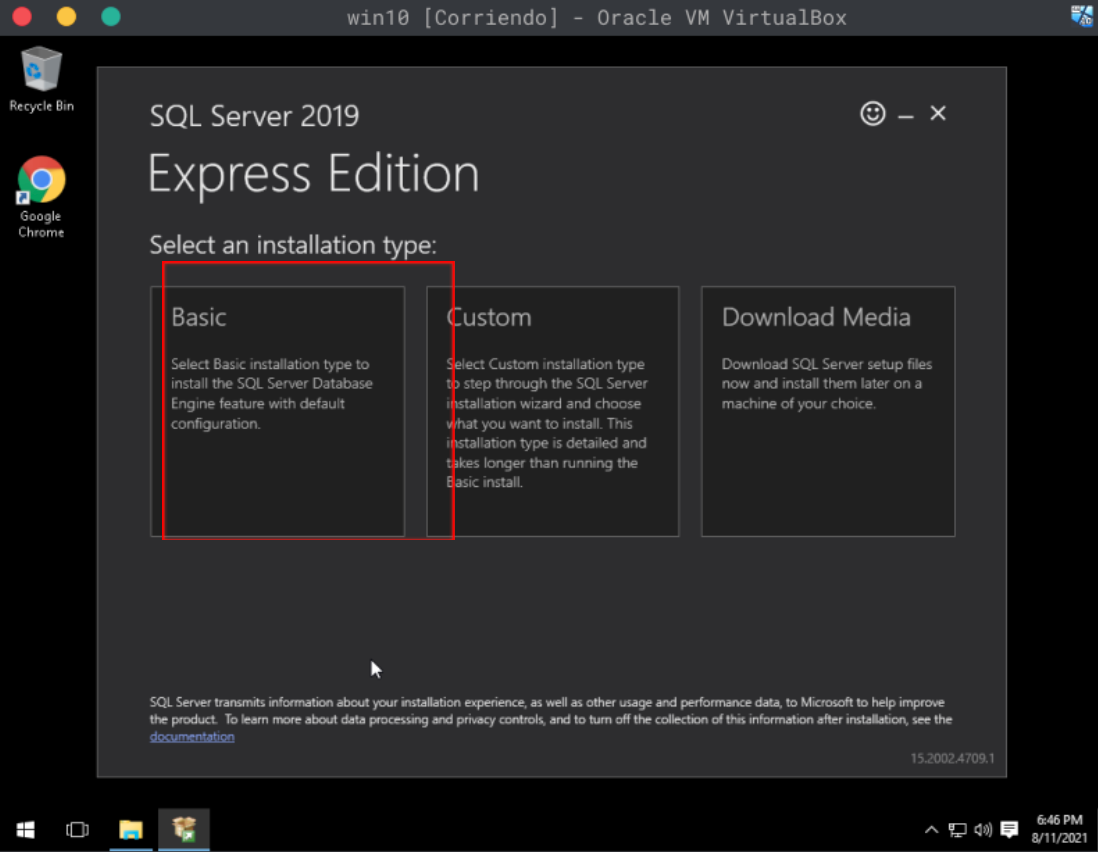 win10 [Corriendo] - Oracle VM VirtualBox
Recycle Bin
Google
Chrome
SQL Server 2019
Express Edition
Select an installation type:
Basic
Select Basic installation type to
install the SQL Server Database
Engine feature with default
configuration.
Custom
Select Custom installation type
to step through the SQL Server
installation wizard and choose
what you want to install. This
installation type is detailed and
takes longer than running the
Basic install.
Download Media
Download SQL Server setup files
now and install them later on a
machine of your choice.
SQL Server transmits information about your installation experience, as well as other usage and performance data, to Microsoft to help improve
the product. To learn more about data processing and privacy controls, and to turn off the collection of this information after installation, see the
documentation
15.2002.4709.1
6:46 PM
8/11/2021